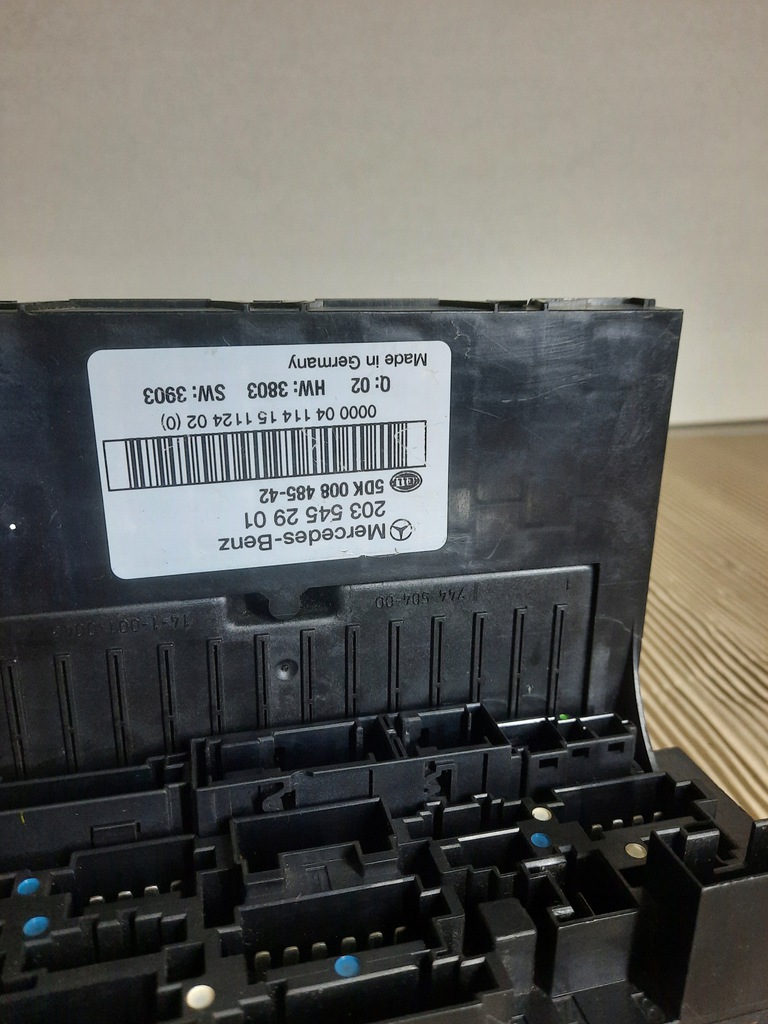 Mercedes-Benz
203 545 29 01
HELLA 5DK 008 485-42
0000 04 114 15 1124 02 (0)
Q: 02 HW: 3803 SW: 3903
Made in Germany